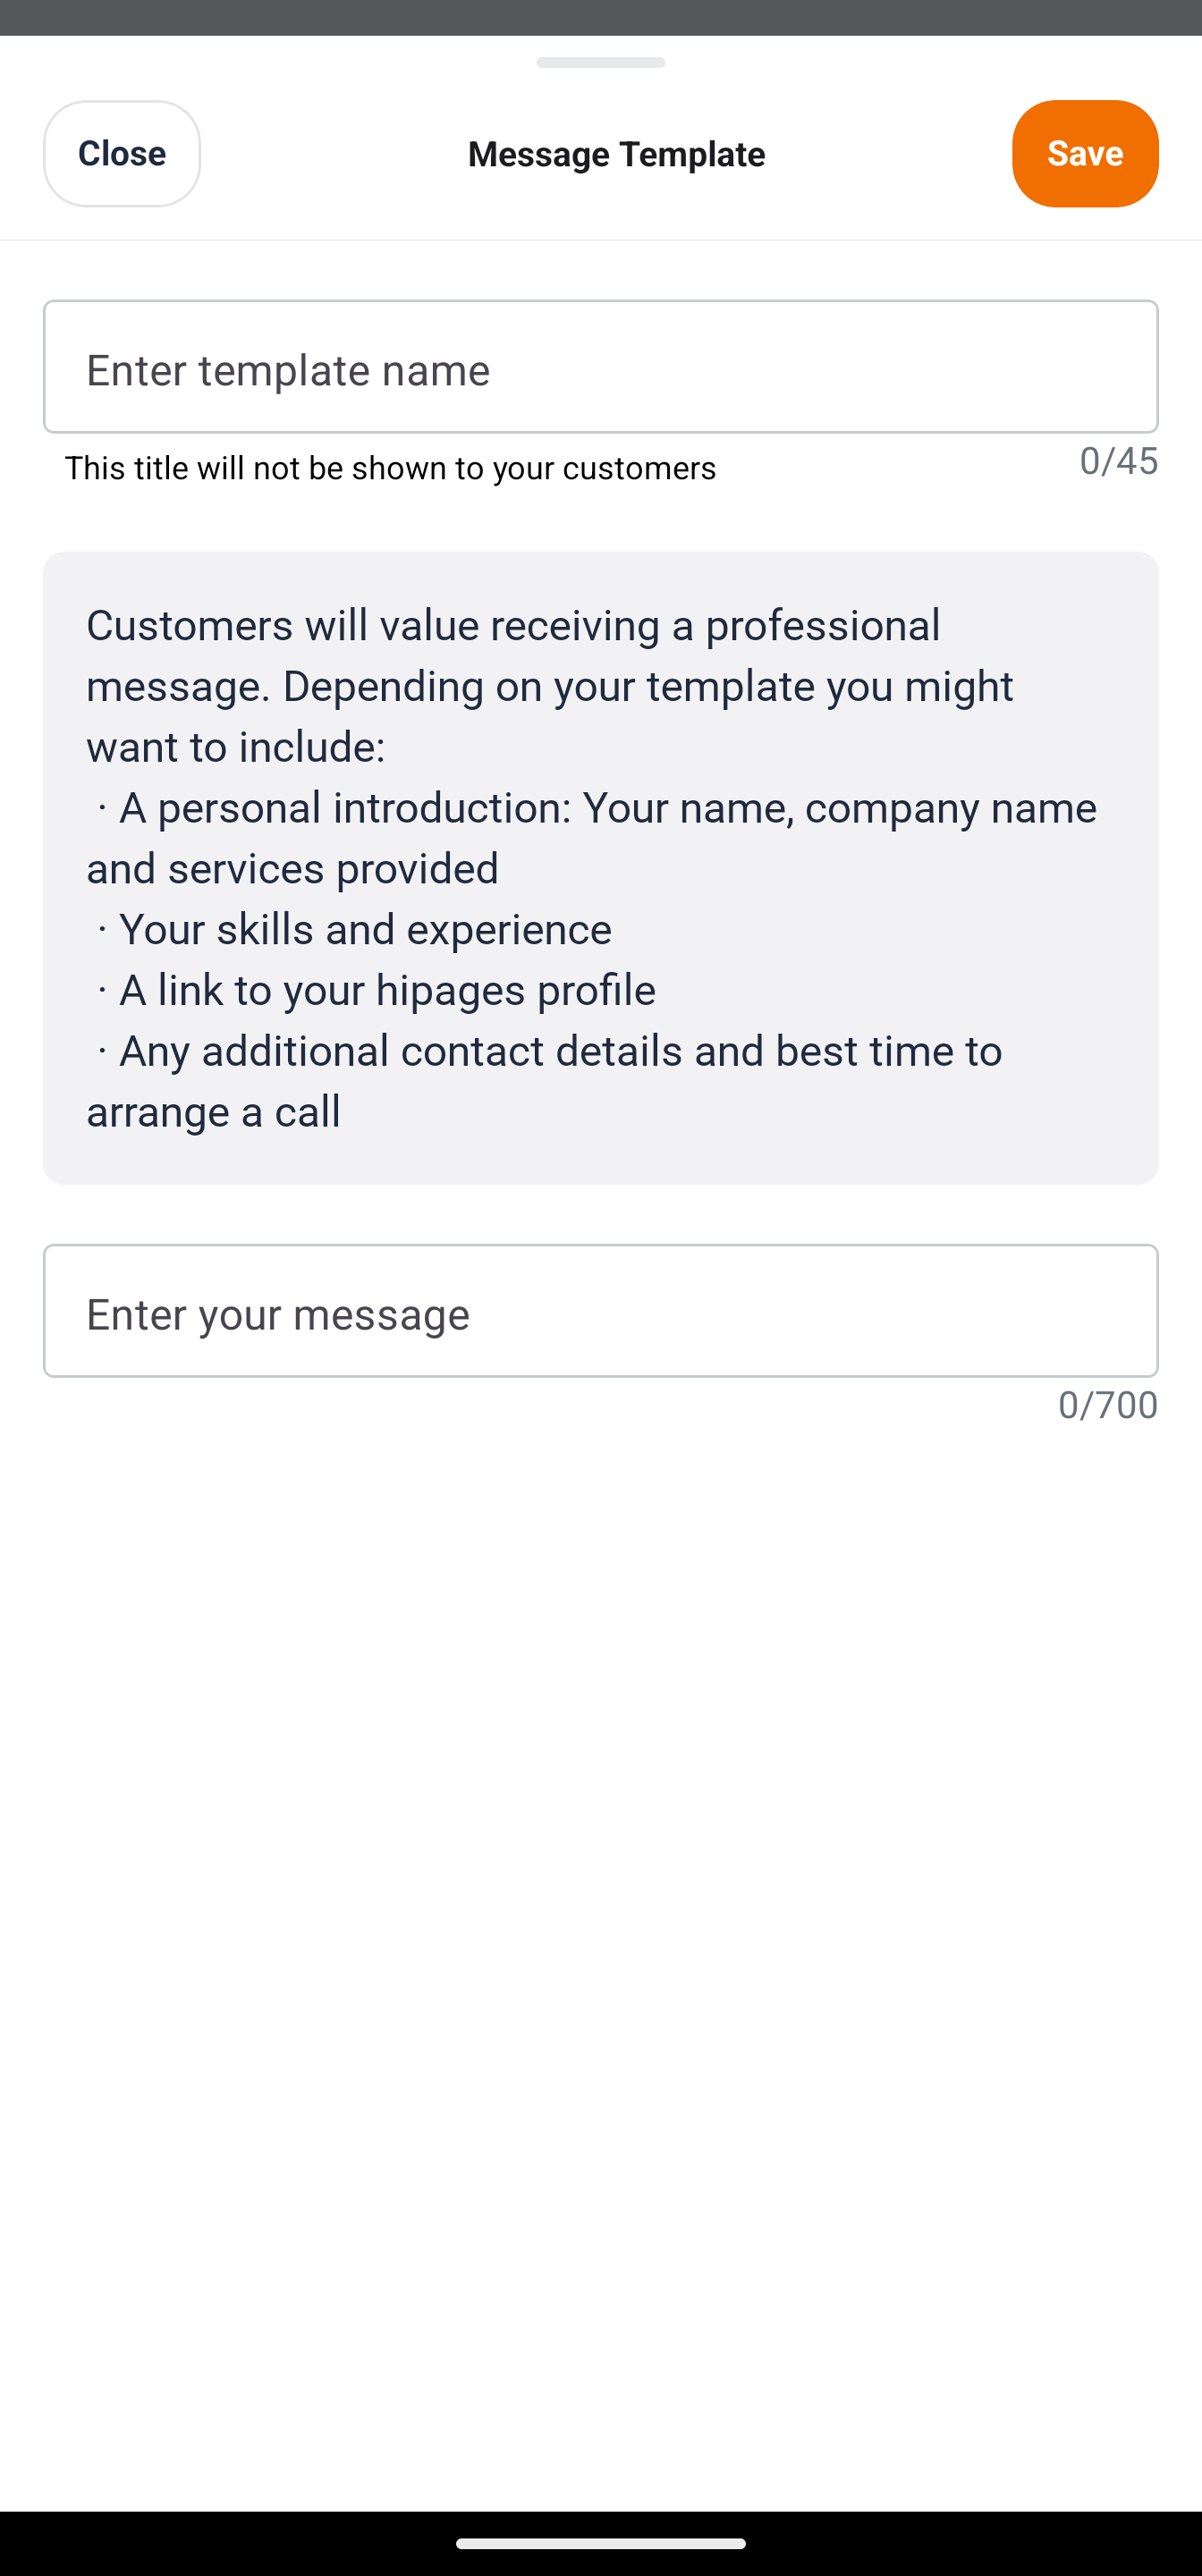 Close
Message Template
Save
Enter template name
This title will not be shown to your customers
0/45
Customers will value receiving a professional
message. Depending on your template you might
want to include:
· A personal introduction: Your name, company name
and services provided
· Your skills and experience
· A link to your hipages profile
· Any additional contact details and best time to
arrange a call
Enter your message
0/700